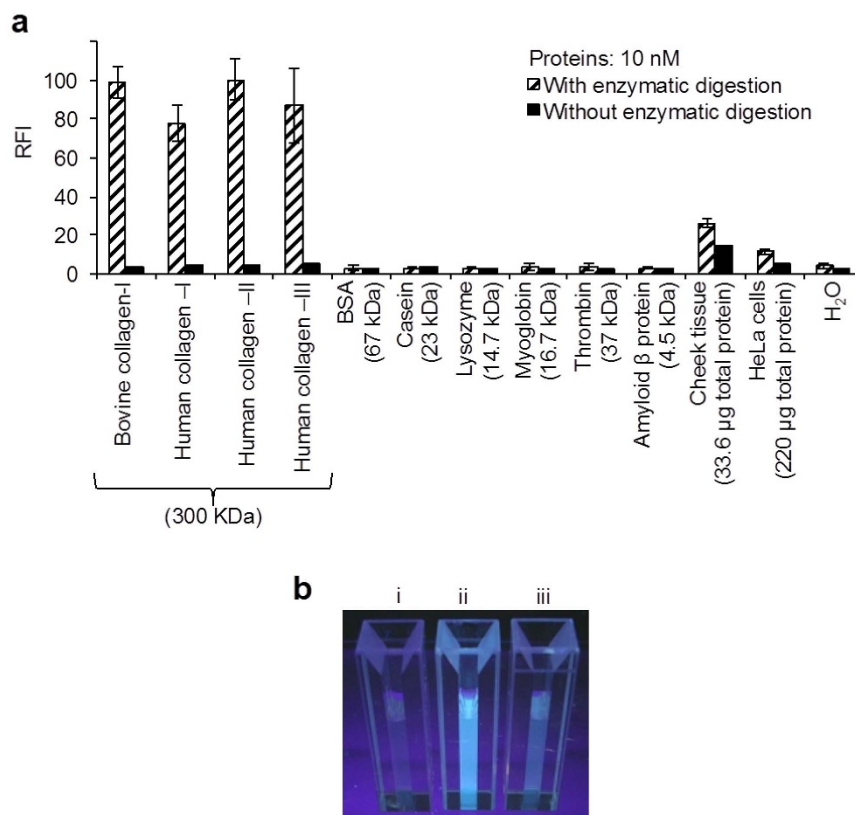 a
Proteins: 10 nM
With enzymatic digestion
Without enzymatic digestion
RFI
100
80
60
40
20
0
Bovine collagen-I
Human collagen –I
Human collagen –II
Human collagen –III
(300 KDa)
BSA
(67 kDa)
Casein
(23 kDa)
Lysozyme
(14.7 kDa)
Myoglobin
(16.7 kDa)
Thrombin
(37 kDa)
Amyloid β protein
(4.5 kDa)
Cheek tissue
(33.6 µg total protein)
HeLa cells
(220 µg total protein)
H₂O
b
i ii iii